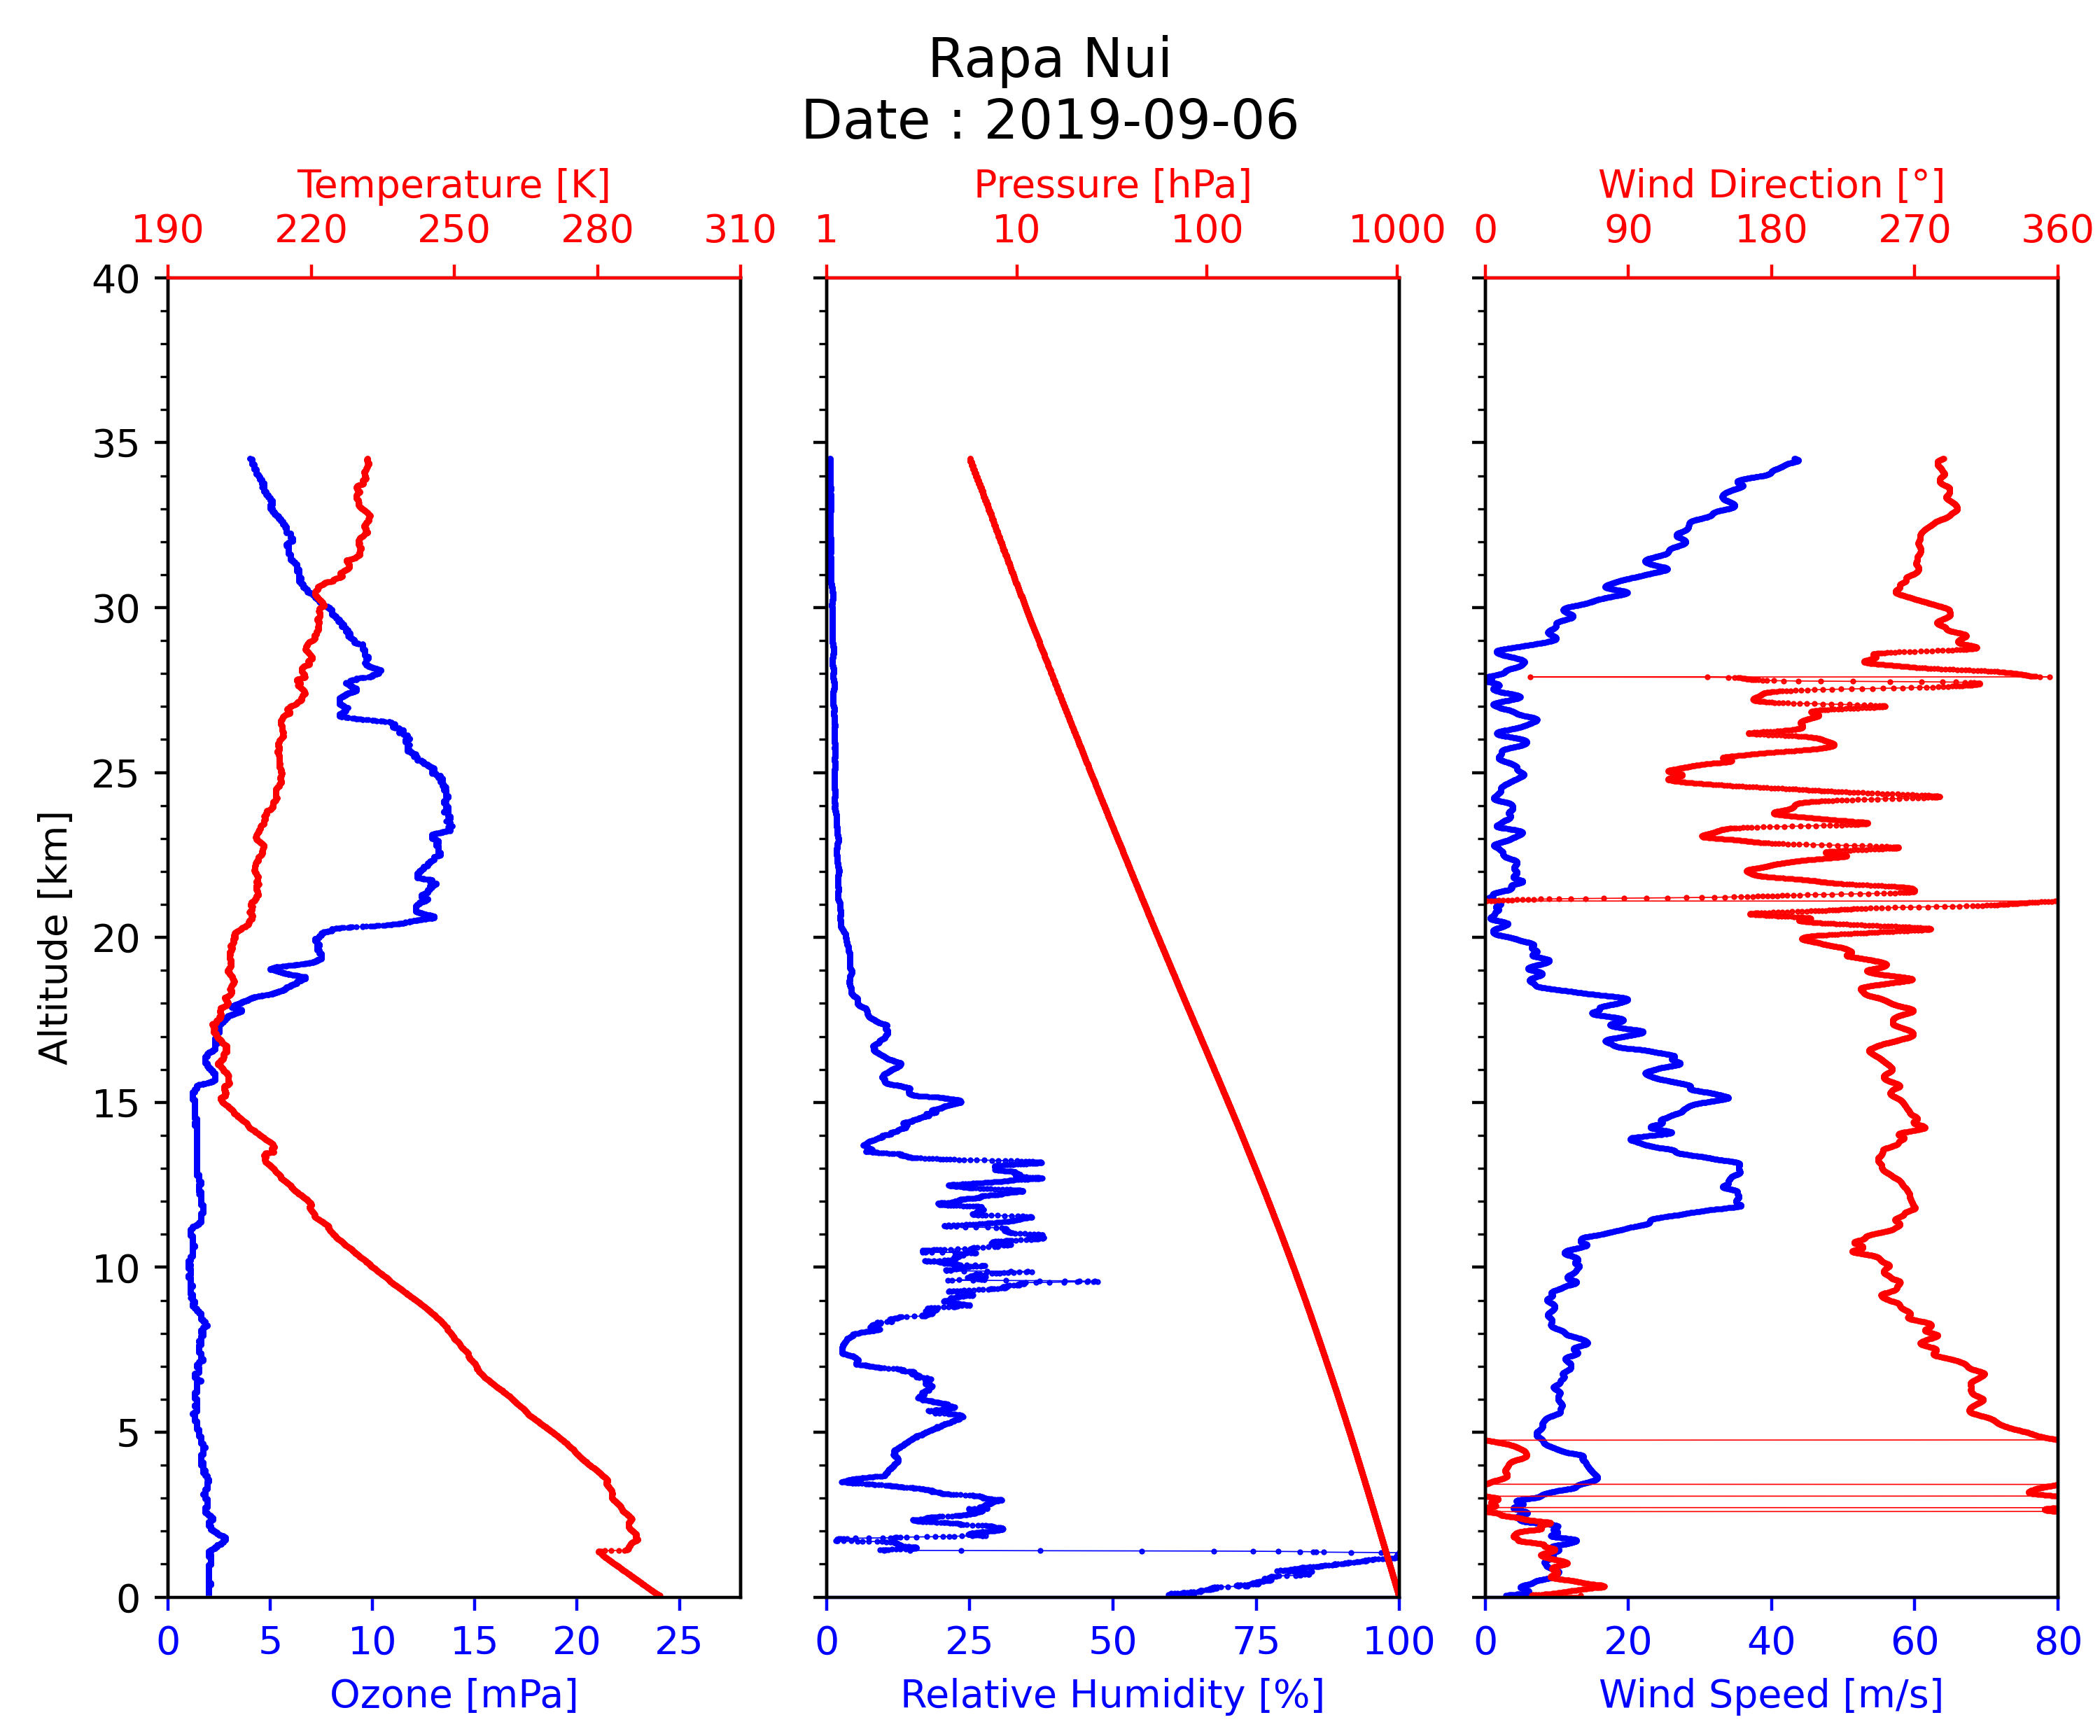 Rapa Nui
Date : 2019-09-06
Temperature [K]
190 220 250 280 310
Pressure [hPa]
1 10 100 1000
Wind Direction [°]
0 90 180 270 360
Altitude [km]
40
35
30
25
20
15
10
5
0
0 5 10 15 20 25
Ozone [mPa]
0 25 50 75 100
Relative Humidity [%]
0 20 40 60 80
Wind Speed [m/s]